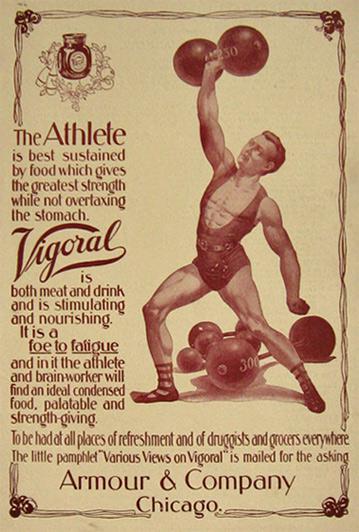 The Athlete
is best sustained
by food which gives
the greatest strength
while not overtaxing
the stomach.
Vigoral
is
both meat and drink
and is stimulating
and nourishing.
It is a
foe to fatigue
and in it the athlete
and brain-worker will
find an ideal condensed
food, palatable and
strength-giving.
50
300
To be had at all places of refreshment and of druggists and grocers everywhere
The little pamphlet "Various Views on Vigoral" is mailed for the asking
Armour & Company
Chicago.